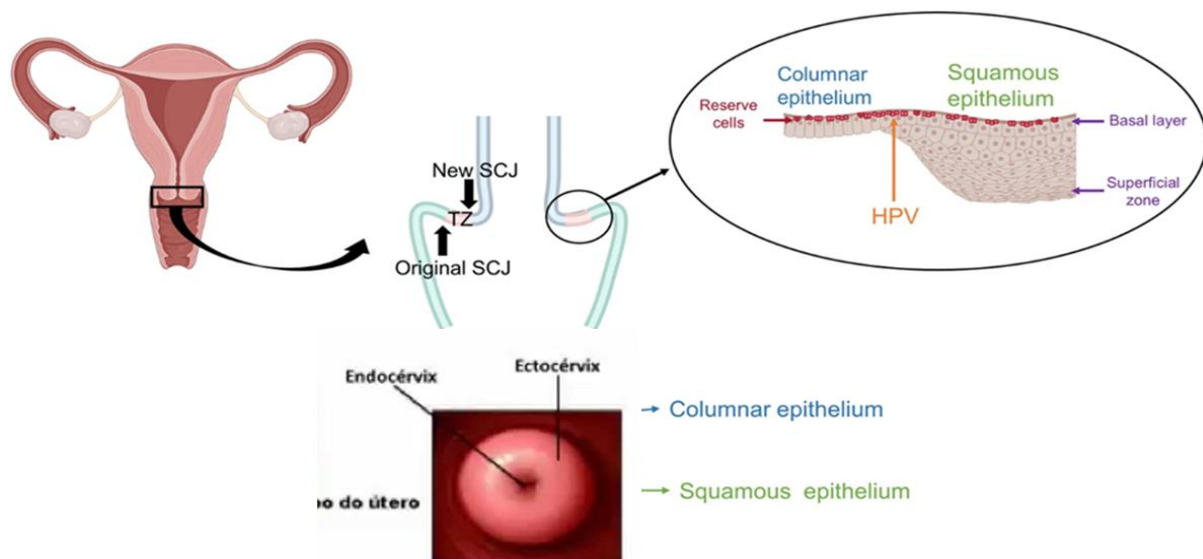 Columnar
epithelium
Squamous
epithelium
Reserve
cells
Basal layer
Superficial
zone
HPV
New SCJ
TZ
Original SCJ
Endocérvix
Ectocérvix
Columnar epithelium
Squamous epithelium
do útero